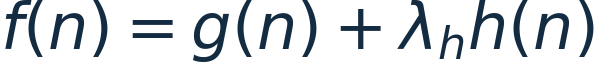 f(n) = g(n) + λₕh(n)